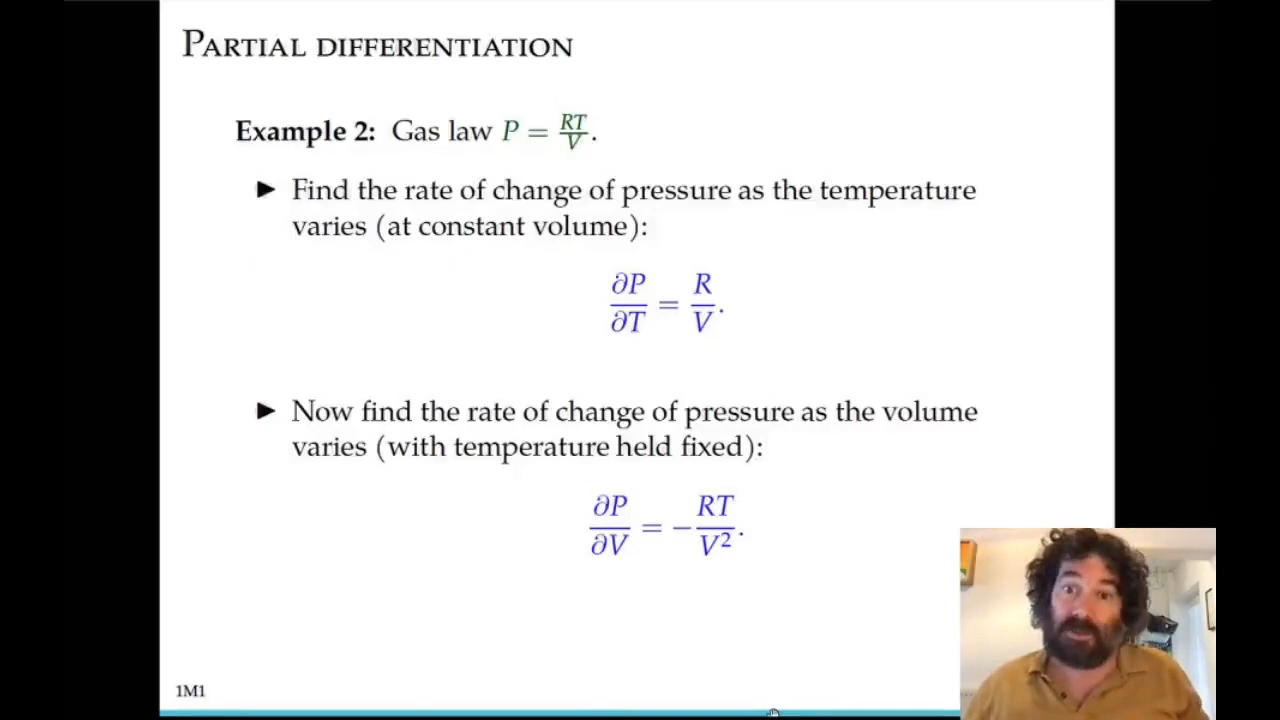 PARTIAL DIFFERENTIATION
Example 2: Gas law P = RT/V.
► Find the rate of change of pressure as the temperature
varies (at constant volume):
∂P/∂T = R/V.
► Now find the rate of change of pressure as the volume
varies (with temperature held fixed):
∂P/∂V = −RT/V².
1M1